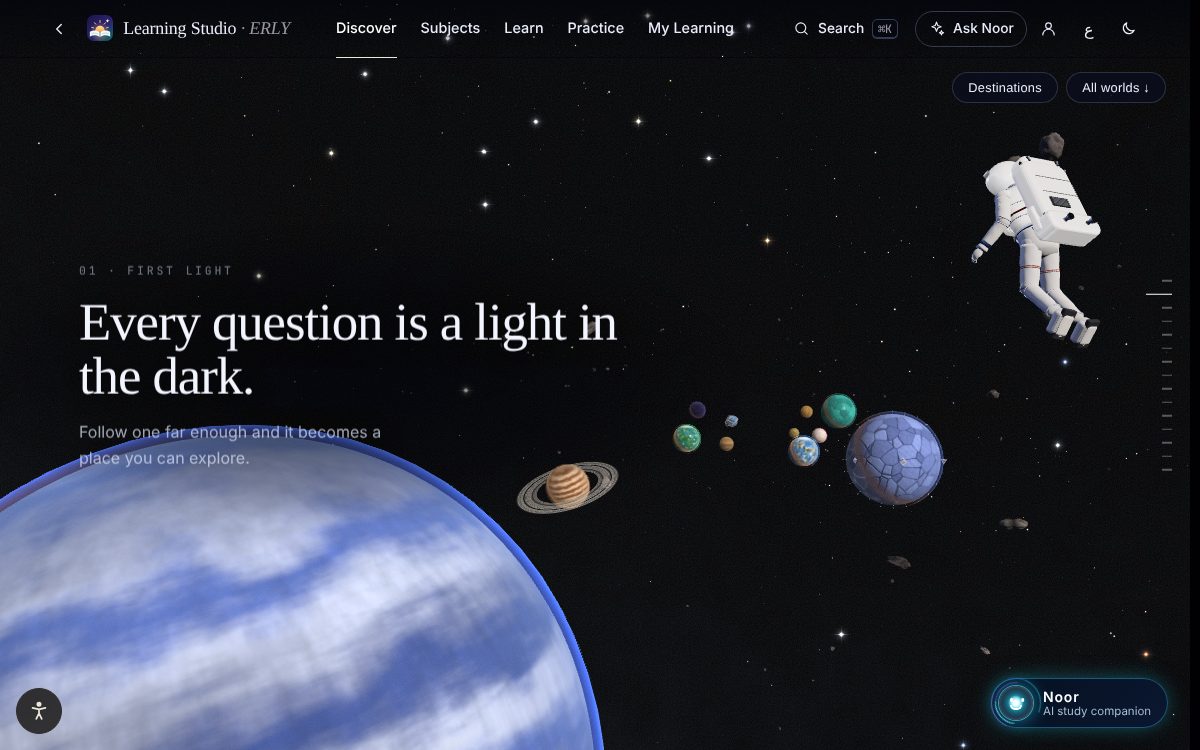 Learning Studio · ERLY
Discover
Subjects
Learn
Practice
My Learning
Search
⌘K
Ask Noor
ع
Destinations
All worlds ↓
01 · FIRST LIGHT
Every question is a light in
the dark.
Follow one far enough and it becomes a
place you can explore.
Noor
AI study companion